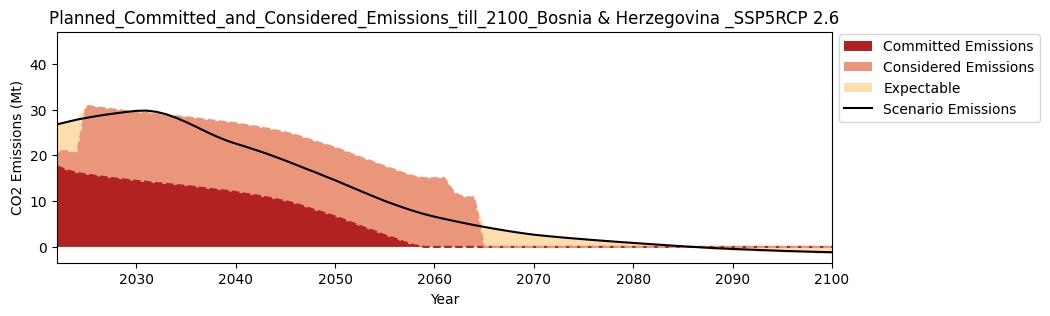 Planned_Committed_and_Considered_Emissions_till_2100_Bosnia & Herzegovina _SSP5RCP 2.6
Committed Emissions
Considered Emissions
Expectable
Scenario Emissions
CO2 Emissions (Mt)
40
30
20
10
0
2030 2040 2050 2060 2070 2080 2090 2100
Year